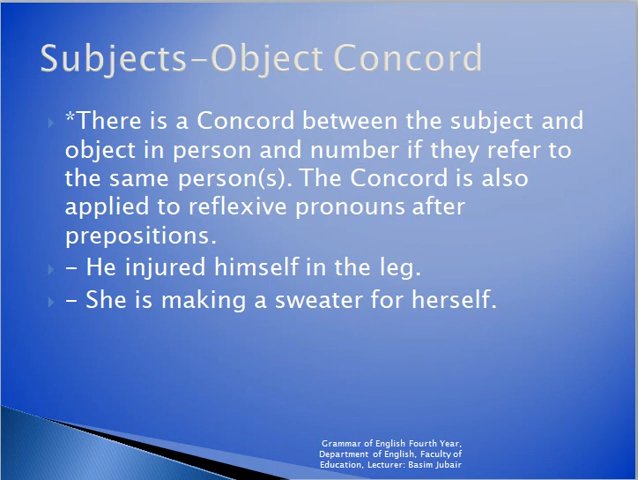 Subjects-Object Concord
*There is a Concord between the subject and
object in person and number if they refer to
the same person(s). The Concord is also
applied to reflexive pronouns after
prepositions.
– He injured himself in the leg.
– She is making a sweater for herself.
Grammar of English Fourth Year,
Department of English, Faculty of
Education, Lecturer: Basim Jubair